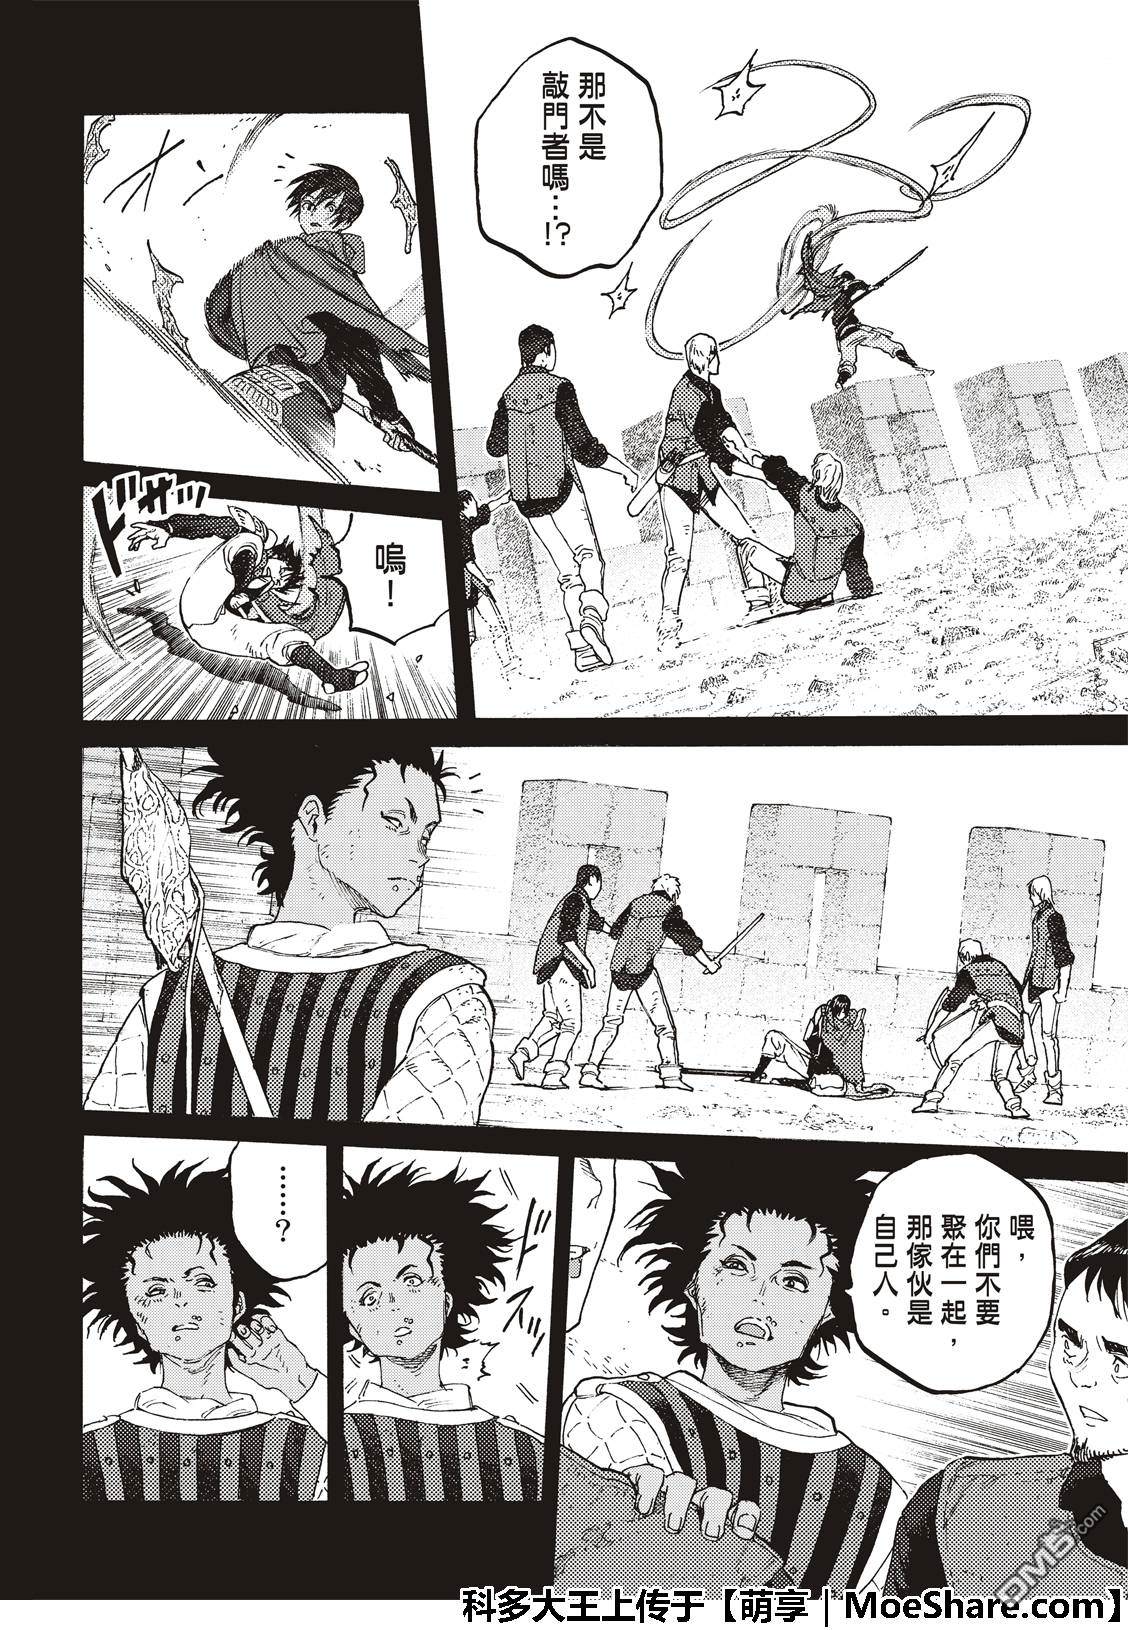 那不是
敲門者嗎…!?
オン
嗚！
ドサッ
喂，
你們不要
聚在一起，
那傢伙是
自己人。
……？
DM5.com
科多大王上传于【萌享 | MoeShare.com】